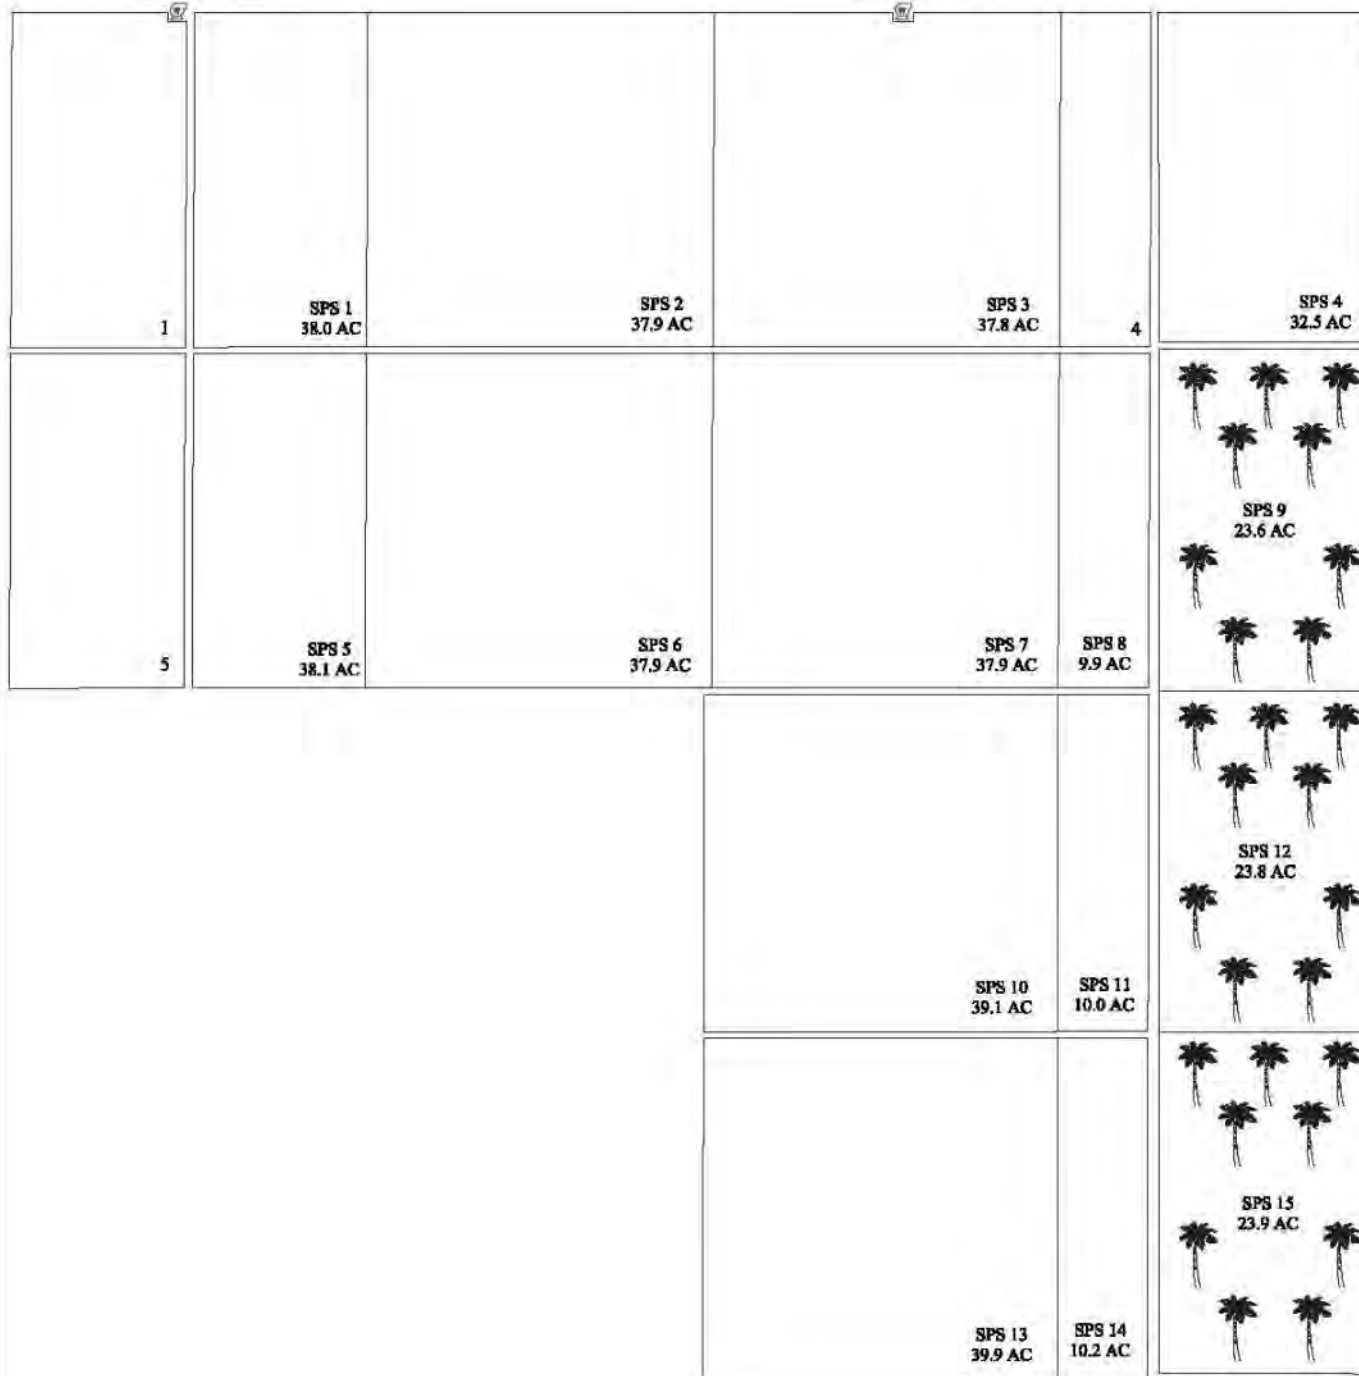 1
SPS 1
38.0 AC
SPS 2
37.9 AC
SPS 3
37.8 AC
4
SPS 4
32.5 AC
5
SPS 5
38.1 AC
SPS 6
37.9 AC
SPS 7
37.9 AC
SPS 8
9.9 AC
SPS 9
23.6 AC
SPS 10
39.1 AC
SPS 11
10.0 AC
SPS 12
23.8 AC
SPS 13
39.9 AC
SPS 14
10.2 AC
SPS 15
23.9 AC